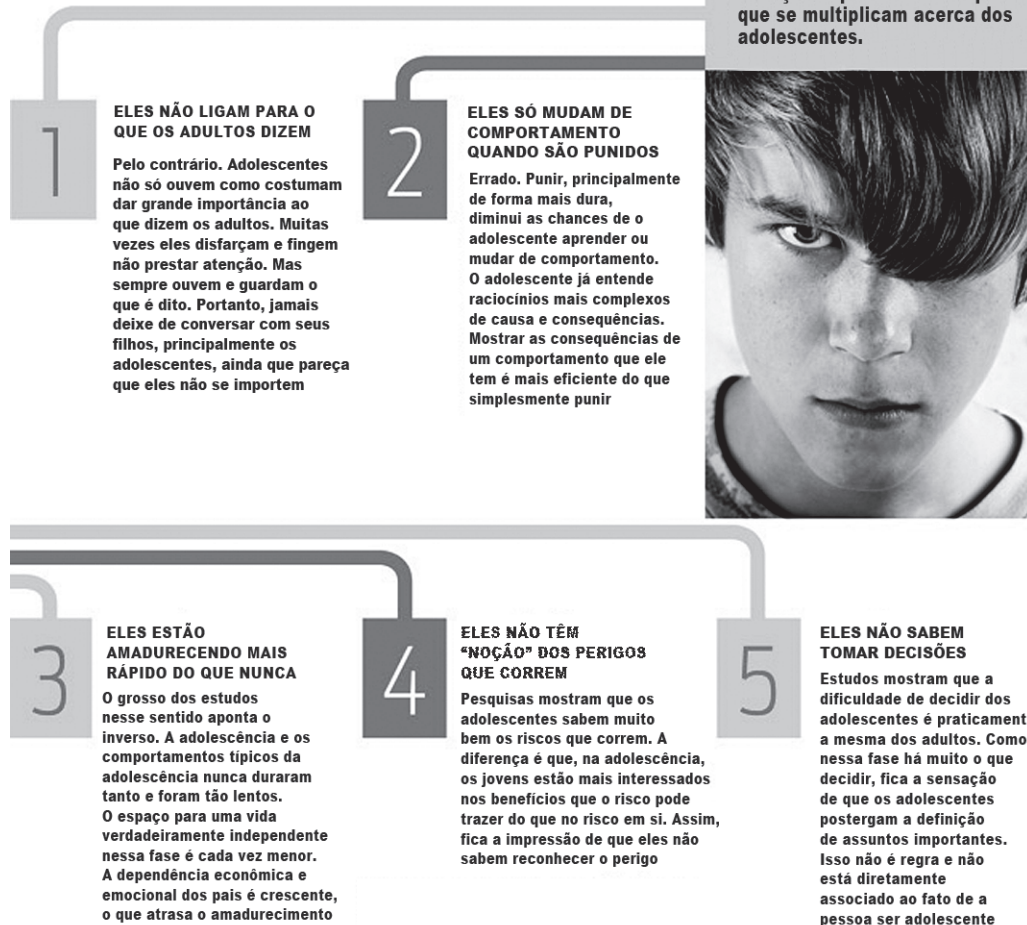 que se multiplicam acerca dos
adolescentes.
1
ELES NÃO LIGAM PARA O
QUE OS ADULTOS DIZEM
Pelo contrário. Adolescentes
não só ouvem como costumam
dar grande importância ao
que dizem os adultos. Muitas
vezes eles disfarçam e fingem
não prestar atenção. Mas
sempre ouvem e guardam o
que é dito. Portanto, jamais
deixe de conversar com seus
filhos, principalmente os
adolescentes, ainda que pareça
que eles não se importem
2
ELES SÓ MUDAM DE
COMPORTAMENTO
QUANDO SÃO PUNIDOS
Errado. Punir, principalmente
de forma mais dura,
diminui as chances de o
adolescente aprender ou
mudar de comportamento.
O adolescente já entende
raciocínios mais complexos
de causa e consequências.
Mostrar as consequências de
um comportamento que ele
tem é mais eficiente do que
simplesmente punir
3
ELES ESTÃO
AMADURECENDO MAIS
RÁPIDO DO QUE NUNCA
O grosso dos estudos
nesse sentido aponta o
inverso. A adolescência e os
comportamentos típicos da
adolescência nunca duraram
tanto e foram tão lentos.
O espaço para uma vida
verdadeiramente independente
nessa fase é cada vez menor.
A dependência econômica e
emocional dos pais é crescente,
o que atrasa o amadurecimento
4
ELES NÃO TÊM
“NOÇÃO” DOS PERIGOS
QUE CORREM
Pesquisas mostram que os
adolescentes sabem muito
bem os riscos que correm. A
diferença é que, na adolescência,
os jovens estão mais interessados
nos benefícios que o risco pode
trazer do que no risco em si. Assim,
fica a impressão de que eles não
sabem reconhecer o perigo
5
ELES NÃO SABEM
TOMAR DECISÕES
Estudos mostram que a
dificuldade de decidir dos
adolescentes é praticament
a mesma dos adultos. Como
nessa fase há muito o que
decidir, fica a sensação
de que os adolescentes
postergam a definição
de assuntos importantes.
Isso não é regra e não
está diretamente
associado ao fato de a
pessoa ser adolescente